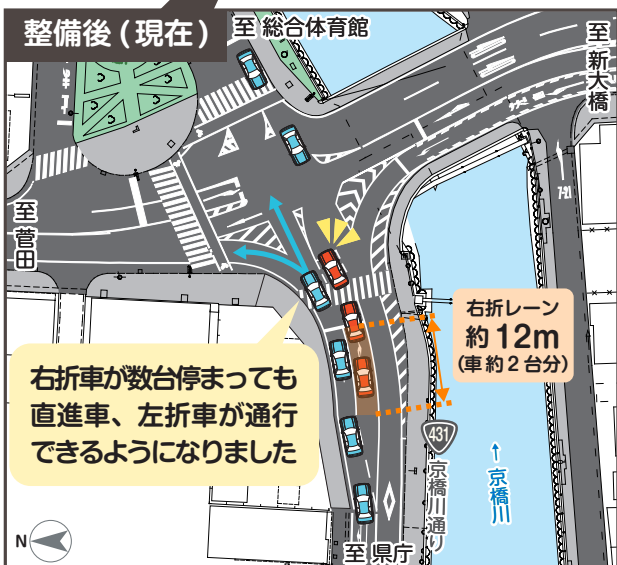 整備後(現在)
至 総合体育館
至 新大橋
至 菅田
右折レーン
約12m
(車約2台分)
右折車が数台停まっても
直進車、左折車が通行
できるようになりました
431
京橋川通り
↑京橋川
N
至 県庁